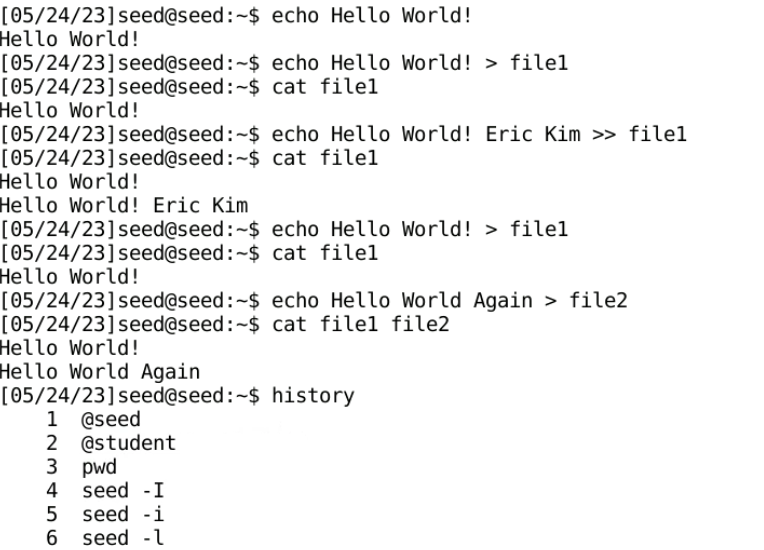 [05/24/23]seed@seed:~$ echo Hello World!
Hello World!
[05/24/23]seed@seed:~$ echo Hello World! > file1
[05/24/23]seed@seed:~$ cat file1
Hello World!
[05/24/23]seed@seed:~$ echo Hello World! Eric Kim >> file1
[05/24/23]seed@seed:~$ cat file1
Hello World!
Hello World! Eric Kim
[05/24/23]seed@seed:~$ echo Hello World! > file1
[05/24/23]seed@seed:~$ cat file1
Hello World!
[05/24/23]seed@seed:~$ echo Hello World Again > file2
[05/24/23]seed@seed:~$ cat file1 file2
Hello World!
Hello World Again
[05/24/23]seed@seed:~$ history
    1  @seed
    2  @student
    3  pwd
    4  seed -I
    5  seed -i
    6  seed -l